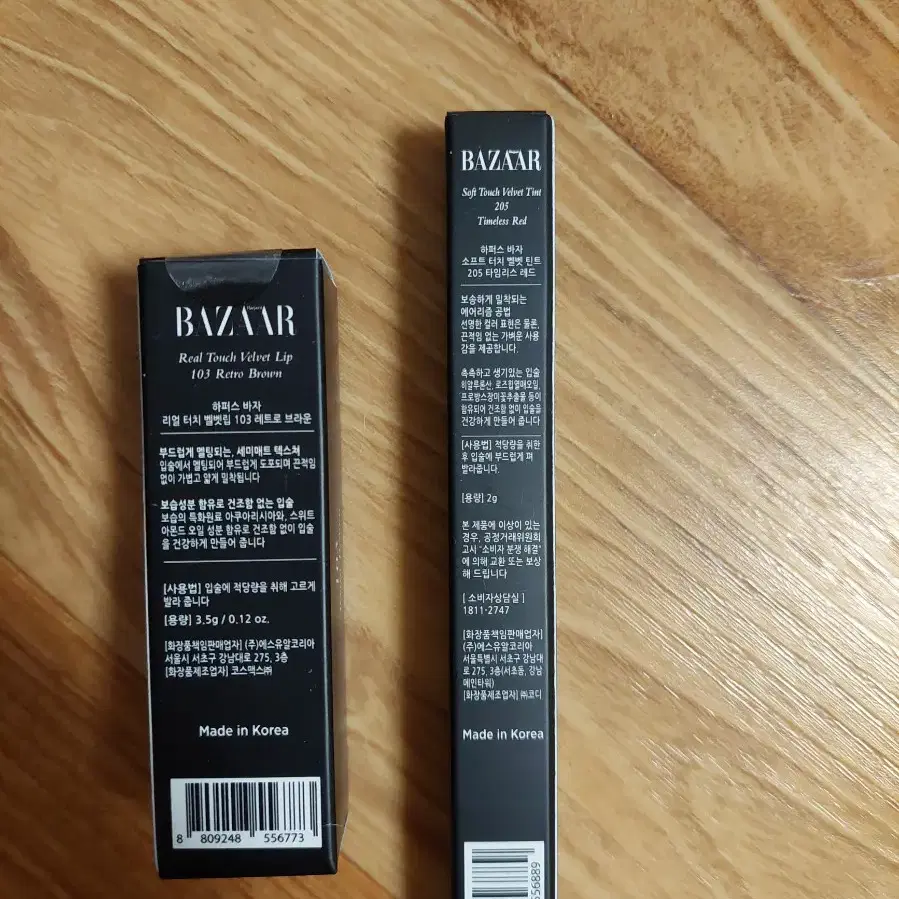 BAZAAR
Real Touch Velvet Lip
103 Retro Brown
하퍼스 바자
리얼 터치 벨벳립 103 레트로 브라운
부드럽게 멜팅되는, 세미매트 텍스쳐
입술에서 멜팅되어 부드럽게 도포되며 끈적임
없이 가볍고 얇게 밀착됩니다
보습성분 함유로 건조함 없는 입술
보습의 특화원료 아쿠아리시아와, 스위트
아몬드 오일 성분 함유로 건조함 없이 입술
을 건강하게 만들어 줍니다
[사용법] 입술에 적당량을 취해 고르게
발라 줍니다
[용량] 3.5g / 0.12 oz.
[화장품책임판매업자] (주)에스유알코리아
서울시 서초구 강남대로 275, 3층
[화장품제조업자] 코스맥스㈜
Made in Korea
8 809248 556773
BAZAAR
Soft Touch Velvet Tint
205
Timeless Red
하퍼스 바자
소프트 터치 벨벳 틴트
205 타임리스 레드
보송하게 밀착되는
에어리즘 공법
선명한 컬러 표현은 물론,
끈적임 없는 가벼운 사용
감을 제공합니다.
촉촉하고 생기있는 입술
히알루론산, 로즈힙열매오일,
프로방스장미꽃추출물 등이
함유되어 건조함 없이 입술을
건강하게 만들어 줍니다
[사용법] 적당량을 취한
후 입술에 부드럽게 펴
발라줍니다.
[용량] 2g
본 제품에 이상이 있는
경우, 공정거래위원회
고시 "소비자 분쟁 해결"
에 의해 교환 또는 보상
해 드립니다
[ 소비자상담실 ]
1811-2747
[화장품책임판매업자]
(주)에스유알코리아
서울특별시 서초구 강남대
로 275, 3층(서초동, 강남
메인타워)
[화장품제조업자] ㈜코디
Made in Korea
556889